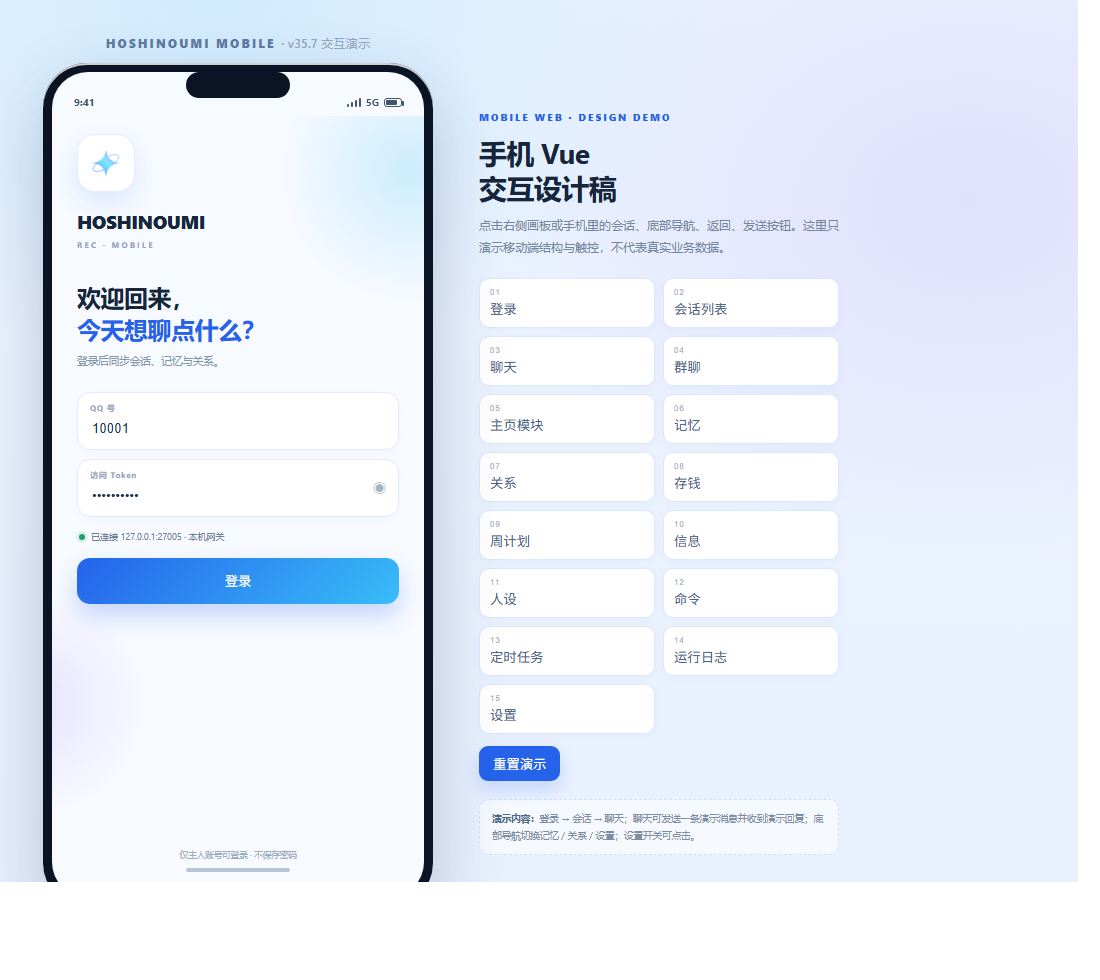 HOSHINOUMI MOBILE · v35.7 交互演示
9:41
5G
HOSHINOUMI
REC · MOBILE
欢迎回来，
今天想聊点什么？
登录后同步会话、记忆与关系。
QQ 号
10001
访问 Token
••••••••••
已连接 127.0.0.1:27005 · 本机网关
登录
仅主人账号可登录 · 不保存密码
MOBILE WEB · DESIGN DEMO
手机 Vue
交互设计稿
点击右侧画板或手机里的会话、底部导航、返回、发送按钮。这里只
演示移动端结构与触控，不代表真实业务数据。
01
登录
02
会话列表
03
聊天
04
群聊
05
主页模块
06
记忆
07
关系
08
存钱
09
周计划
10
信息
11
人设
12
命令
13
定时任务
14
运行日志
15
设置
重置演示
演示内容：登录 → 会话 → 聊天；聊天可发送一条演示消息并收到演示回复；底
部导航切换记忆 / 关系 / 设置；设置开关可点击。